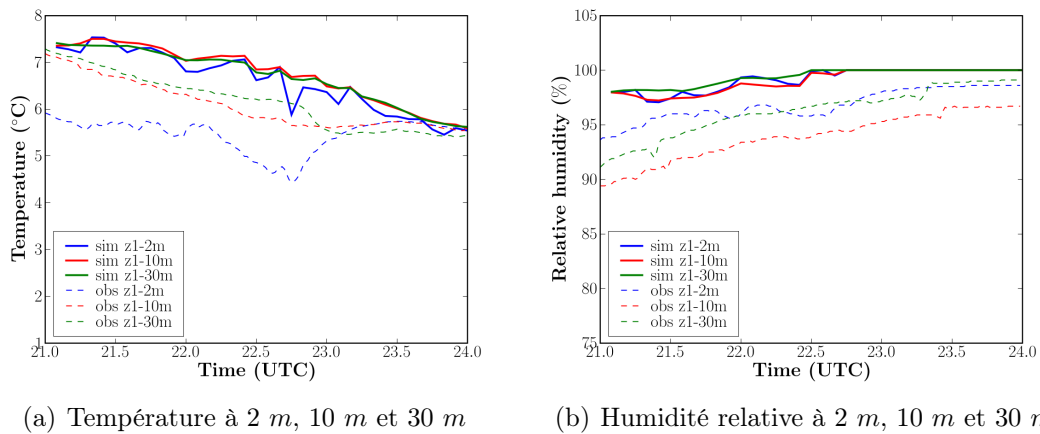 8
7
6
5
4
3
2
1
Temperature (°C)
sim z1-2m
sim z1-10m
sim z1-30m
obs z1-2m
obs z1-10m
obs z1-30m
21.0 21.5 22.0 22.5 23.0 23.5 24.0
Time (UTC)
(a) Température à 2 m, 10 m et 30 m
105
100
95
90
85
80
75
Relative humidity (%)
sim z1-2m
sim z1-10m
sim z1-30m
obs z1-2m
obs z1-10m
obs z1-30m
21.0 21.5 22.0 22.5 23.0 23.5 24.0
Time (UTC)
(b) Humidité relative à 2 m, 10 m et 30 m